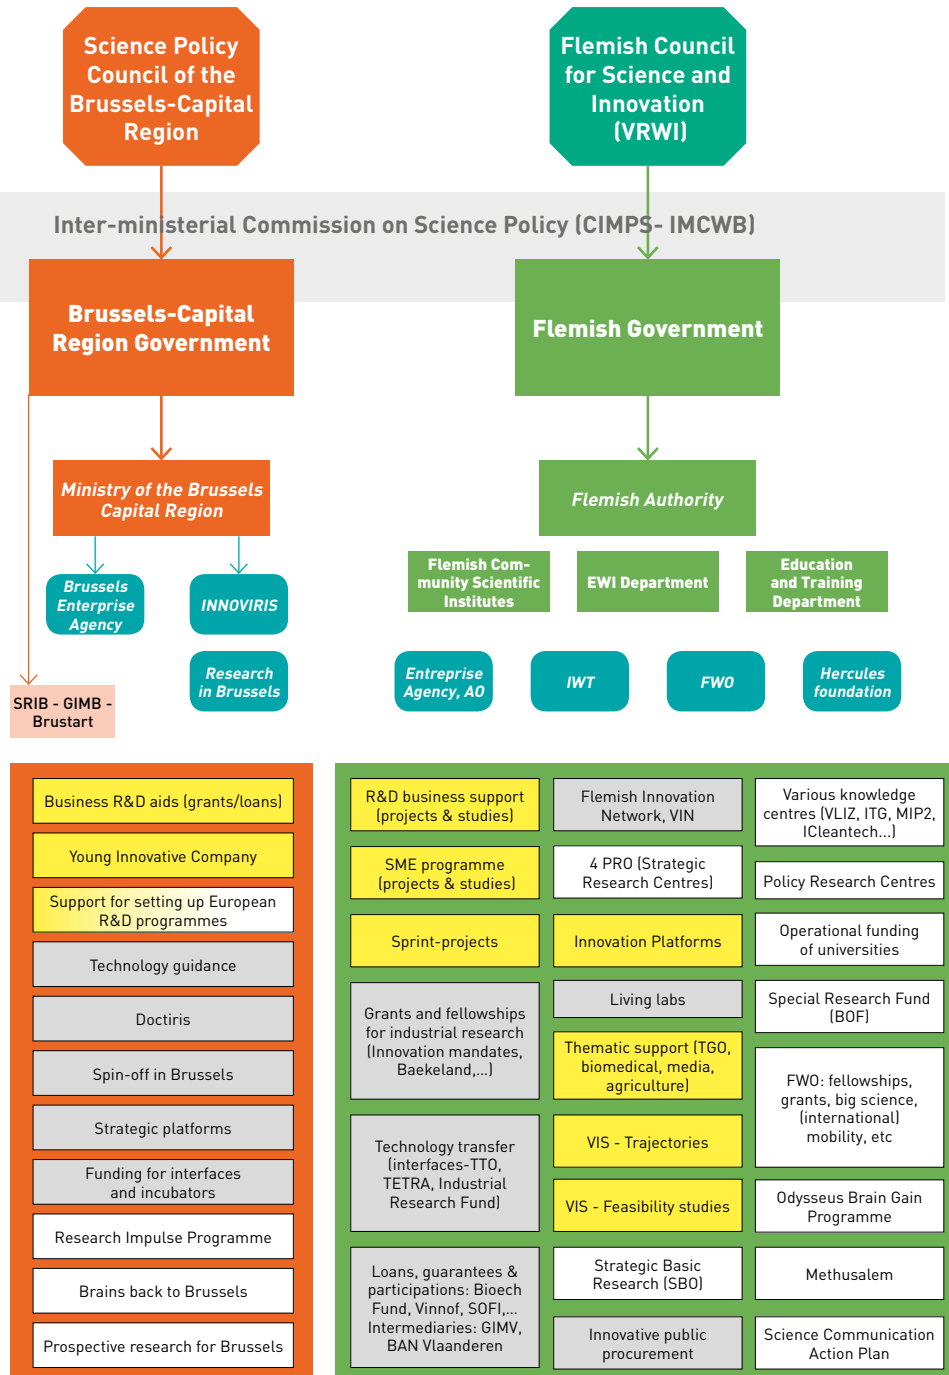 Science Policy
Council of the
Brussels-Capital
Region
Flemish Council
for Science and
Innovation
(VRWI)
Inter-ministerial Commission on Science Policy (CIMPS- IMCWB)
Brussels-Capital
Region Government
Flemish Government
Ministry of the Brussels
Capital Region
Flemish Authority
Brussels
Enterprise
Agency
INNOVIRIS
Research
in Brussels
SRIB - GIMB -
Brustart
Flemish Com-
munity Scientific
Institutes
EWI Department
Education
and Training
Department
Entreprise
Agency, AO
IWT
FWO
Hercules
foundation
Business R&D aids (grants/loans)
Young Innovative Company
Support for setting up European
R&D programmes
Technology guidance
Doctiris
Spin-off in Brussels
Strategic platforms
Funding for interfaces
and incubators
Research Impulse Programme
Brains back to Brussels
Prospective research for Brussels
R&D business support
(projects & studies)
SME programme
(projects & studies)
Sprint-projects
Grants and fellowships
for industrial research
(Innovation mandates,
Baekeland,...)
Technology transfer
(interfaces-TTO,
TETRA, Industrial
Research Fund)
Loans, guarantees &
participations: Bioech
Fund, Vinnof, SOFI,...
Intermediaries: GIMV,
BAN Vlaanderen
Flemish Innovation
Network, VIN
4 PRO (Strategic
Research Centres)
Innovation Platforms
Living labs
Thematic support (TGO,
biomedical, media,
agriculture)
VIS - Trajectories
VIS - Feasibility studies
Strategic Basic
Research (SBO)
Innovative public
procurement
Various knowledge
centres (VLIZ, ITG, MIP2,
ICleantech...)
Policy Research Centres
Operational funding
of universities
Special Research Fund
(BOF)
FWO: fellowships,
grants, big science,
(international)
mobility, etc
Odysseus Brain Gain
Programme
Methusalem
Science Communication
Action Plan